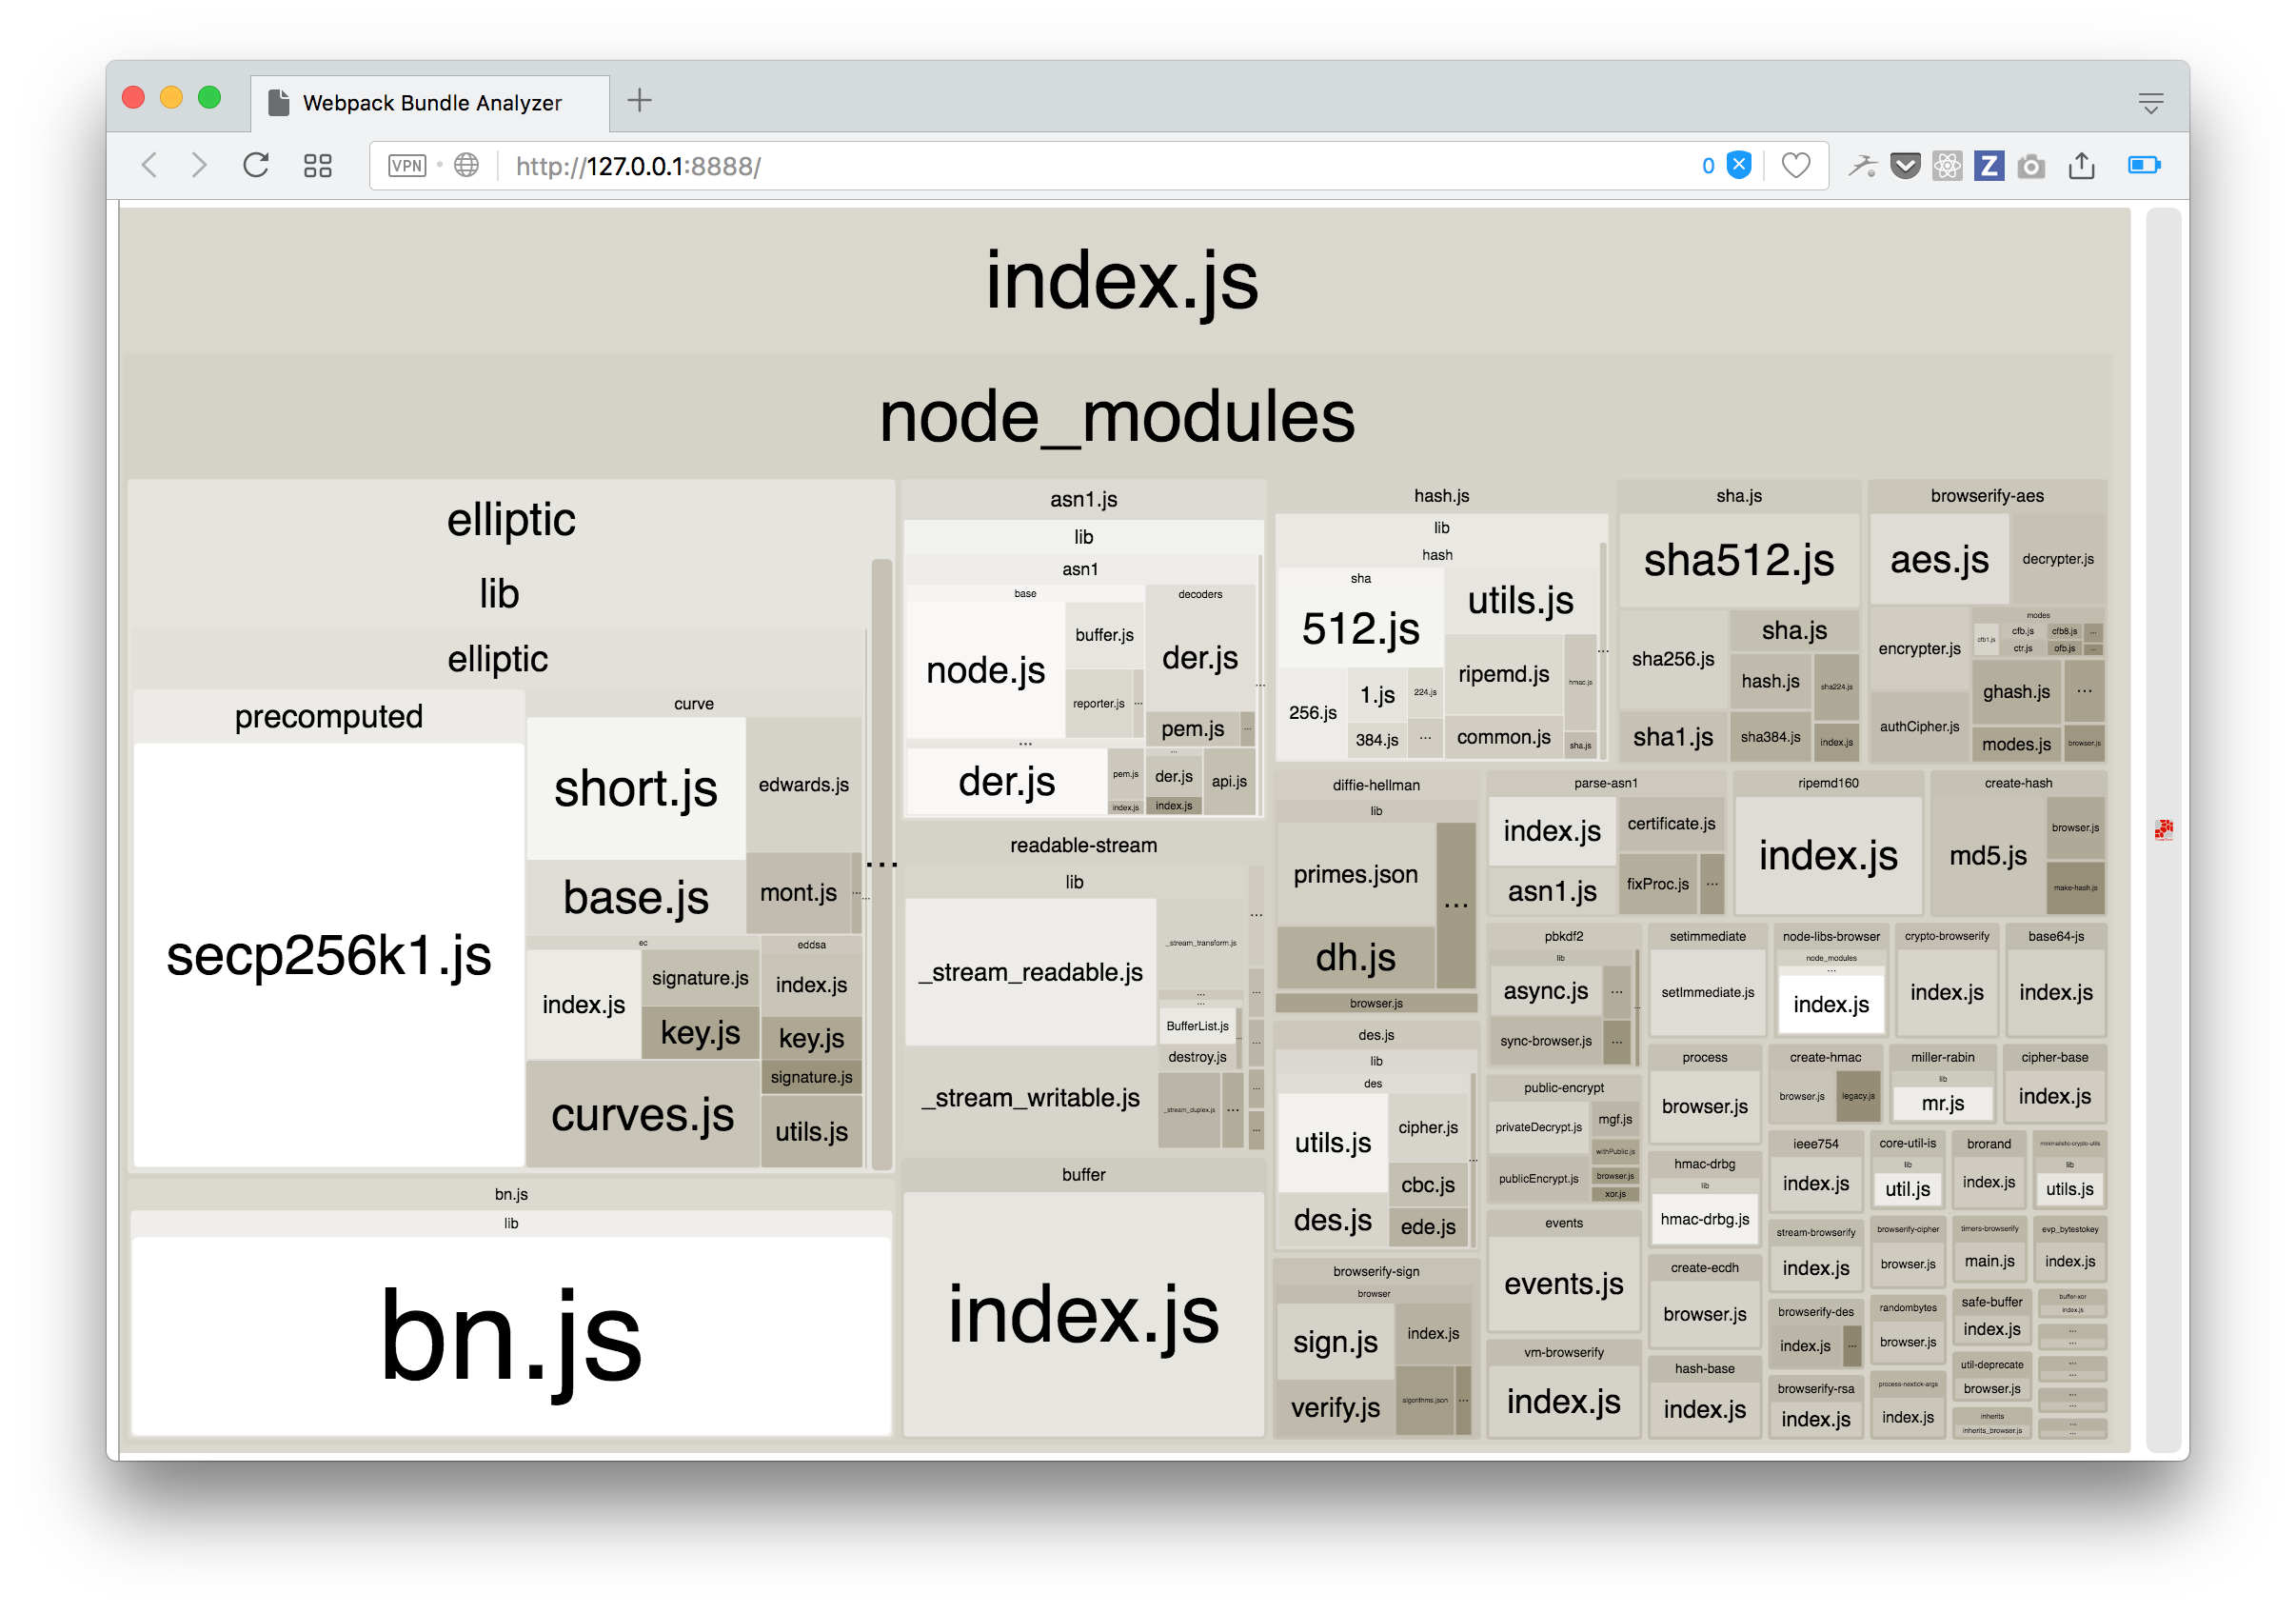 Webpack Bundle Analyzer
VPN http://127.0.0.1:8888/ 0 Z
index.js
node_modules
elliptic
lib
elliptic
precomputed
secp256k1.js
curve
short.js
edwards.js
base.js
mont.js
...
...
...
ec
index.js
signature.js
key.js
eddsa
index.js
key.js
signature.js
curves.js
utils.js
bn.js
lib
bn.js
asn1.js
lib
asn1
base
node.js
buffer.js
reporter.js
...
decoders
der.js
pem.js
...
...
...
der.js
pem.js
index.js
...
der.js
index.js
api.js
readable-stream
lib
_stream_readable.js
_stream_transform.js
...
...
BufferList.js
destroy.js
_stream_writable.js
_stream_duplex.js
...
...
...
...
...
...
buffer
index.js
hash.js
lib
hash
sha
512.js
256.js
1.js
224.js
384.js
...
utils.js
ripemd.js
hmac.js
common.js
sha.js
...
sha.js
sha512.js
sha256.js
sha.js
hash.js
sha224.js
sha1.js
sha384.js
index.js
browserify-aes
aes.js
decrypter.js
encrypter.js
modes
cfb1.js
cfb.js
cfb8.js
...
ctr.js
ofb.js
...
authCipher.js
ghash.js
...
modes.js
browser.js
diffie-hellman
lib
primes.json
...
dh.js
browser.js
parse-asn1
index.js
certificate.js
asn1.js
fixProc.js
...
ripemd160
index.js
create-hash
md5.js
browser.js
make-hash.js
des.js
lib
des
utils.js
cipher.js
cbc.js
des.js
ede.js
...
browserify-sign
browser
sign.js
index.js
verify.js
algorithms.json
...
pbkdf2
lib
async.js
...
sync-browser.js
...
...
public-encrypt
privateDecrypt.js
mgf.js
withPublic.js
publicEncrypt.js
browser.js
xor.js
events
events.js
vm-browserify
index.js
setimmediate
setImmediate.js
node-libs-browser
node_modules
...
index.js
crypto-browserify
index.js
base64-js
index.js
process
browser.js
create-hmac
browser.js
legacy.js
miller-rabin
lib
mr.js
cipher-base
index.js
hmac-drbg
lib
hmac-drbg.js
ieee754
index.js
core-util-is
lib
util.js
brorand
index.js
minimalistic-crypto-utils
lib
utils.js
create-ecdh
browser.js
stream-browserify
index.js
browserify-cipher
browser.js
timers-browserify
main.js
evp_bytestokey
index.js
hash-base
index.js
browserify-des
index.js
...
randombytes
browser.js
safe-buffer
index.js
buffer-xor
index.js
...
...
browserify-rsa
index.js
process-nextick-args
index.js
util-deprecate
browser.js
inherits
inherits_browser.js
...
...
...
...
...
...